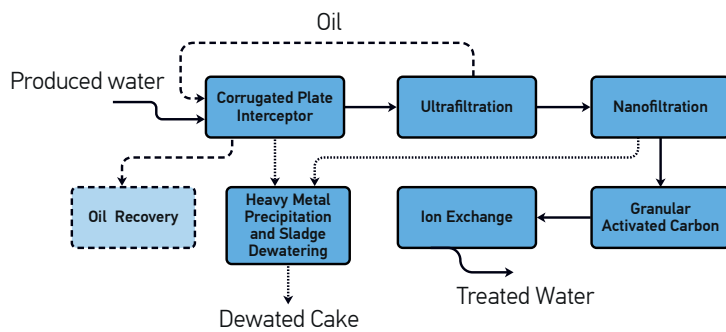 Oil
Produced water
Corrugated Plate
Interceptor
Ultrafiltration
Nanofiltration
Oil Recovery
Heavy Metal
Precipitation
and Sladge
Dewatering
Ion Exchange
Granular
Activated Carbon
Treated Water
Dewated Cake